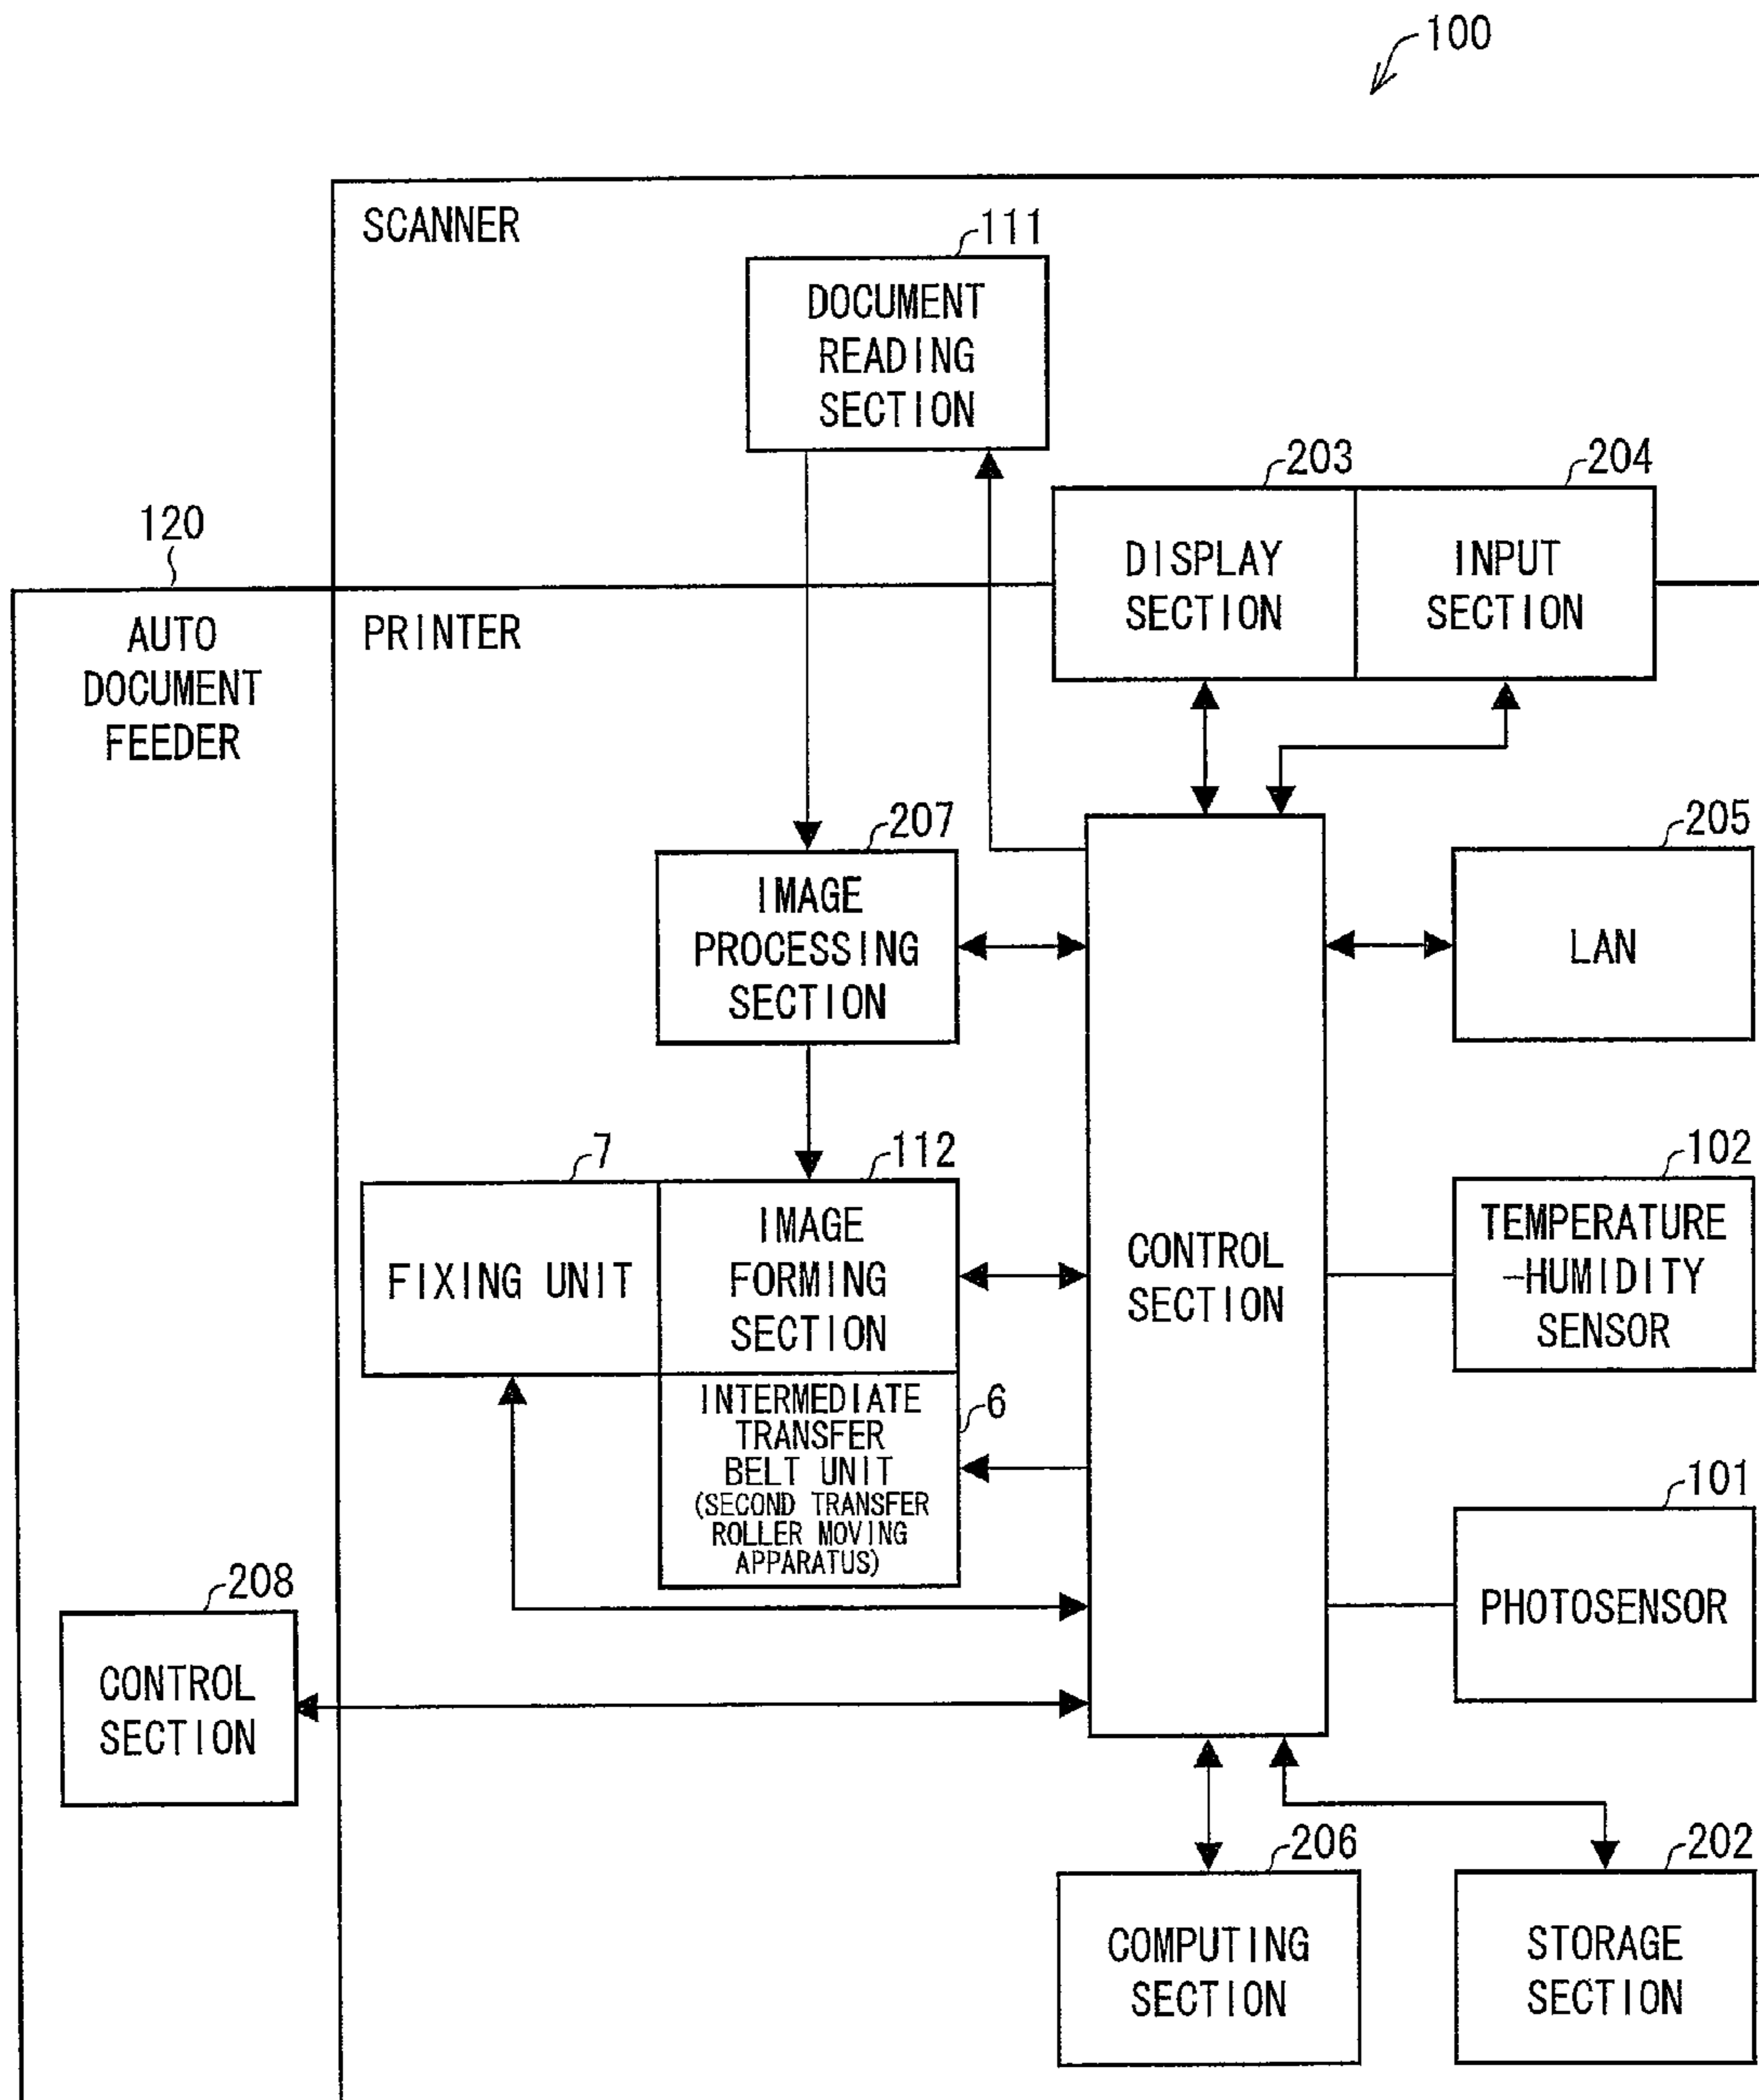 100
SCANNER
111
DOCUMENT
READING
SECTION
203
204
DISPLAY
SECTION
INPUT
SECTION
120
AUTO
DOCUMENT
FEEDER
PRINTER
207
IMAGE
PROCESSING
SECTION
205
LAN
7
FIXING UNIT
112
IMAGE
FORMING
SECTION
CONTROL
SECTION
102
TEMPERATURE
-HUMIDITY
SENSOR
INTERMEDIATE
TRANSFER
BELT UNIT
(SECOND TRANSFER
ROLLER MOVING
APPARATUS)
6
101
PHOTOSENSOR
208
CONTROL
SECTION
206
COMPUTING
SECTION
202
STORAGE
SECTION